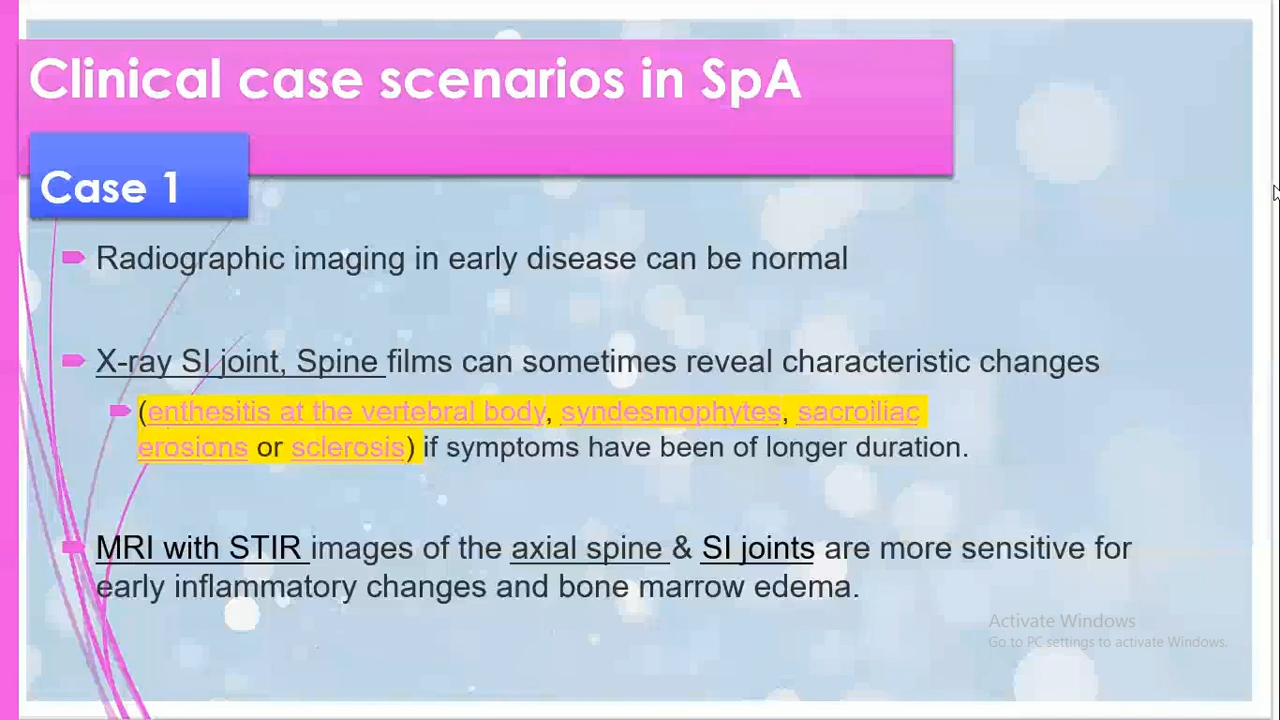 Clinical case scenarios in SpA
Case 1
Radiographic imaging in early disease can be normal
X-ray SI joint, Spine films can sometimes reveal characteristic changes
(enthesitis at the vertebral body, syndesmophytes, sacroiliac
erosions or sclerosis) if symptoms have been of longer duration.
MRI with STIR images of the axial spine & SI joints are more sensitive for
early inflammatory changes and bone marrow edema.
Activate Windows
Go to PC settings to activate Windows.